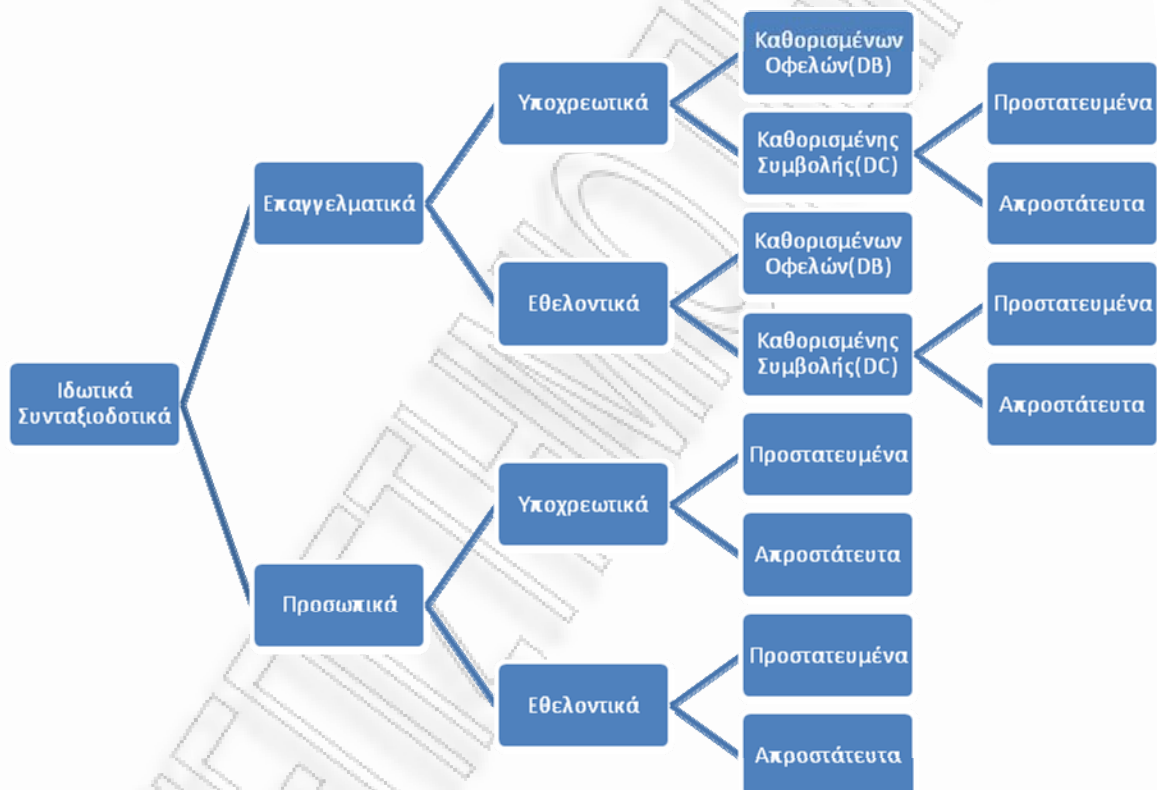 Ιδωτικά
Συνταξιοδοτικά
Επαγγελματικά
Υποχρεωτικά
Καθορισμένων
Οφελών(DB)
Καθορισμένης
Συμβολής(DC)
Προστατευμένα
Απροστάτευτα
Εθελοντικά
Καθορισμένων
Οφελών(DB)
Καθορισμένης
Συμβολής(DC)
Προστατευμένα
Απροστάτευτα
Προσωπικά
Υποχρεωτικά
Προστατευμένα
Απροστάτευτα
Εθελοντικά
Προστατευμένα
Απροστάτευτα